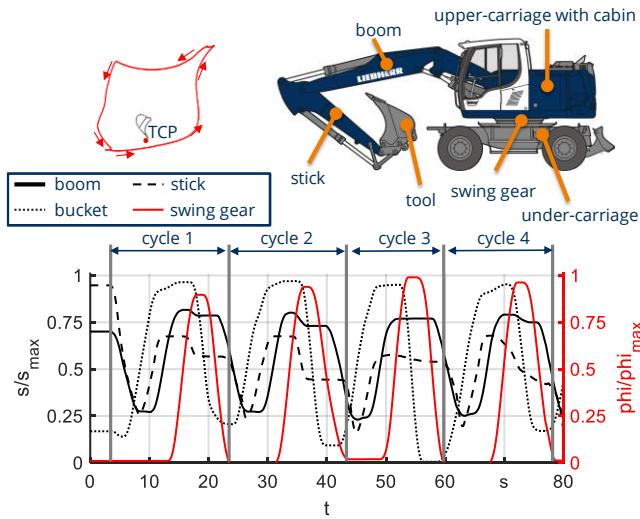 upper-carriage with cabin
boom
LIEBHERR
TCP
stick
tool
swing gear
under-carriage
boom
stick
bucket
swing gear
cycle 1
cycle 2
cycle 3
cycle 4
1
0.75
0.5
0.25
0
s/s_max
1
0.75
0.5
0.25
0
phi/phi_max
0
10
20
30
40
50
60
s
80
t